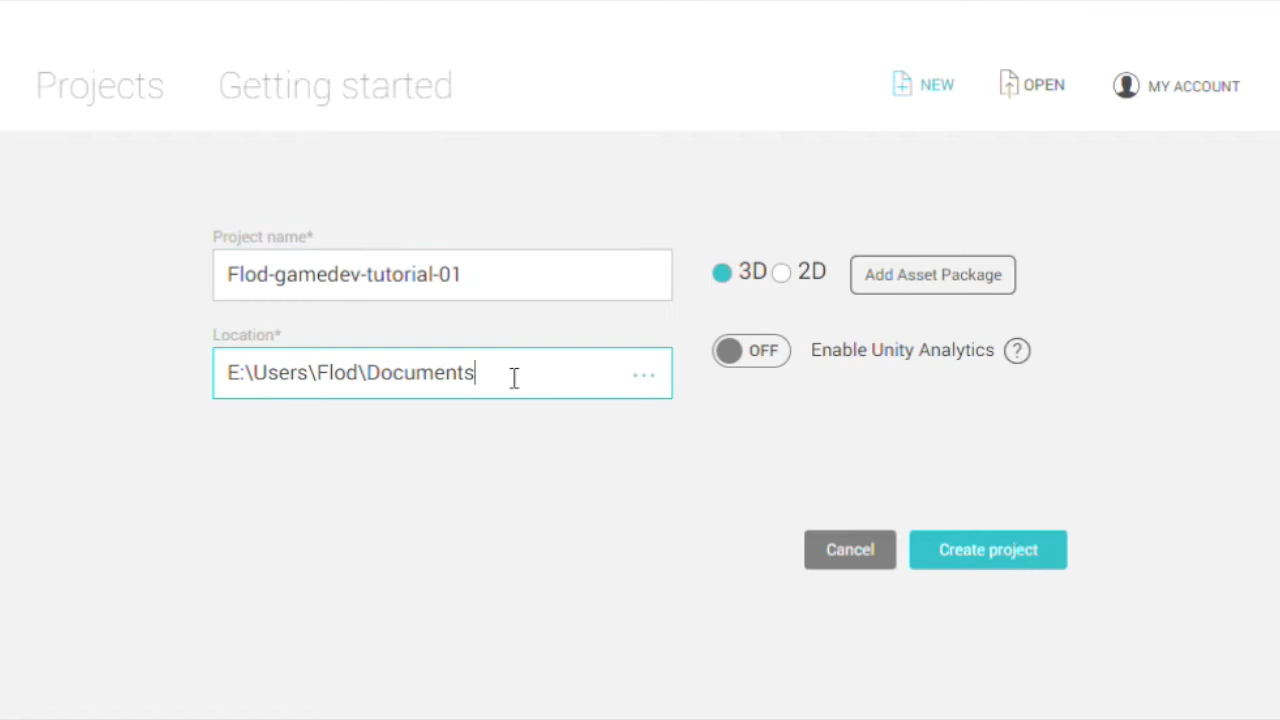 Projects Getting started NEW OPEN MY ACCOUNT
Project name*
Flod-gamedev-tutorial-01 3D 2D Add Asset Package
Location*
E:\Users\Flod\Documents ... OFF Enable Unity Analytics ?
Cancel Create project